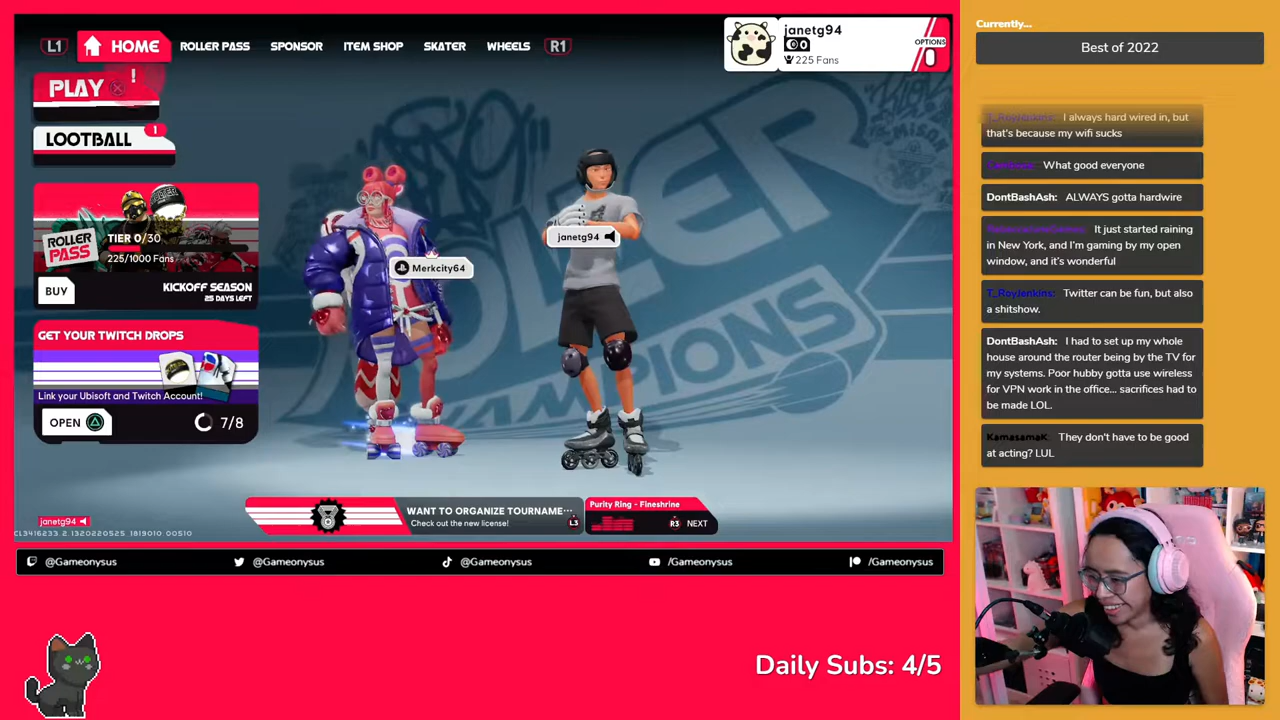 L1
HOME
ROLLER PASS
SPONSOR
ITEM SHOP
SKATER
WHEELS
R1
janetg94
0
225 Fans
OPTIONS
PLAY
!
LOOTBALL
1
ROLLER
PASS
TIER 0/30
225/1000 Fans
BUY
KICKOFF SEASON
25 DAYS LEFT
GET YOUR TWITCH DROPS
Link your Ubisoft and Twitch Account!
OPEN
7/8
Merkcity64
janetg94
ROLLER
CHAMPIONS
WANT TO ORGANIZE TOURNAME···
Check out the new license!
L3
Purity Ring - Fineshrine
R3 NEXT
janetg94
@Gameonysus
@Gameonysus
@Gameonysus
/Gameonysus
/Gameonysus
Daily Subs: 4/5
Currently...
Best of 2022
I always hard wired in, but
that's because my wifi sucks
What good everyone
DontBashAsh: ALWAYS gotta hardwire
It just started raining
in New York, and I'm gaming by my open
window, and it's wonderful
T_RoyJenkins: Twitter can be fun, but also
a shitshow.
DontBashAsh: I had to set up my whole
house around the router being by the TV for
my systems. Poor hubby gotta use wireless
for VPN work in the office... sacrifices had to
be made LOL.
KamasamaK: They don't have to be good
at acting? LUL